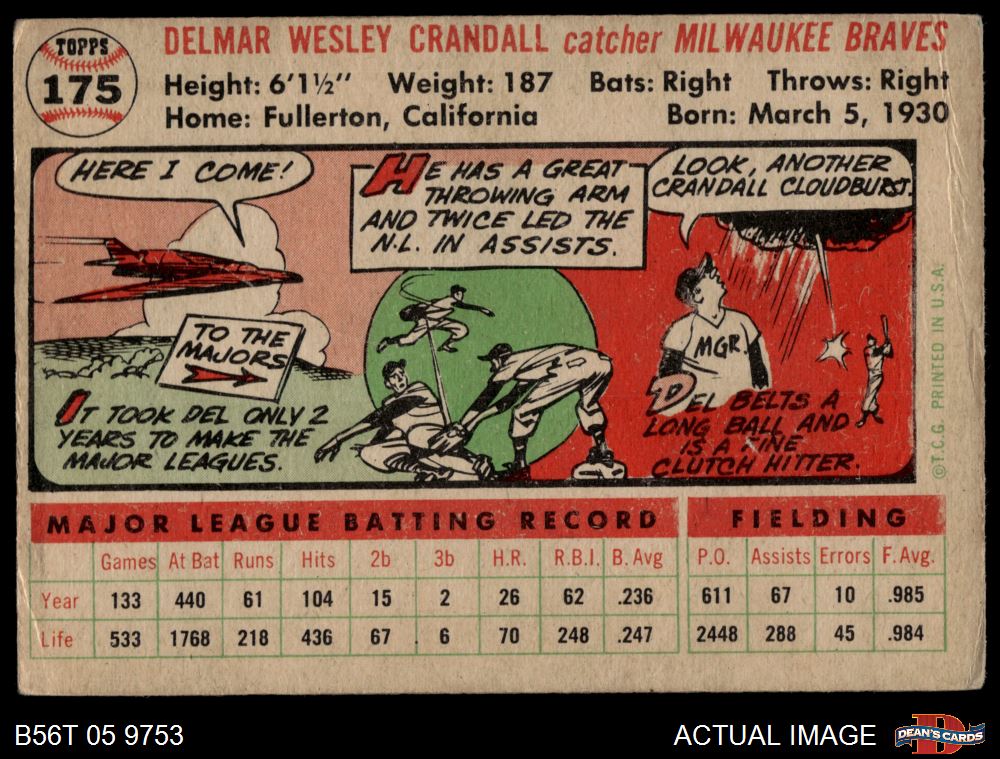 TOPPS
175
DELMAR WESLEY CRANDALL catcher MILWAUKEE BRAVES
Height: 6'1½" Weight: 187 Bats: Right Throws: Right
Home: Fullerton, California Born: March 5, 1930
HERE I COME!
TO THE
MAJORS
IT TOOK DEL ONLY 2
YEARS TO MAKE THE
MAJOR LEAGUES.
HE HAS A GREAT
THROWING ARM
AND TWICE LED THE
N.L. IN ASSISTS.
LOOK, ANOTHER
CRANDALL CLOUDBURST.
MGR.
DEL BELTS A
LONG BALL AND
IS A FINE
CLUTCH HITTER.
©T.C.G. PRINTED IN U.S.A.
MAJOR LEAGUE BATTING RECORD FIELDING
Games At Bat Runs Hits 2b 3b H.R. R.B.I. B. Avg P.O. Assists Errors F. Avg.
Year 133 440 61 104 15 2 26 62 .236 611 67 10 .985
Life 533 1768 218 436 67 6 70 248 .247 2448 288 45 .984
B56T 05 9753 ACTUAL IMAGE DEAN'S CARDS